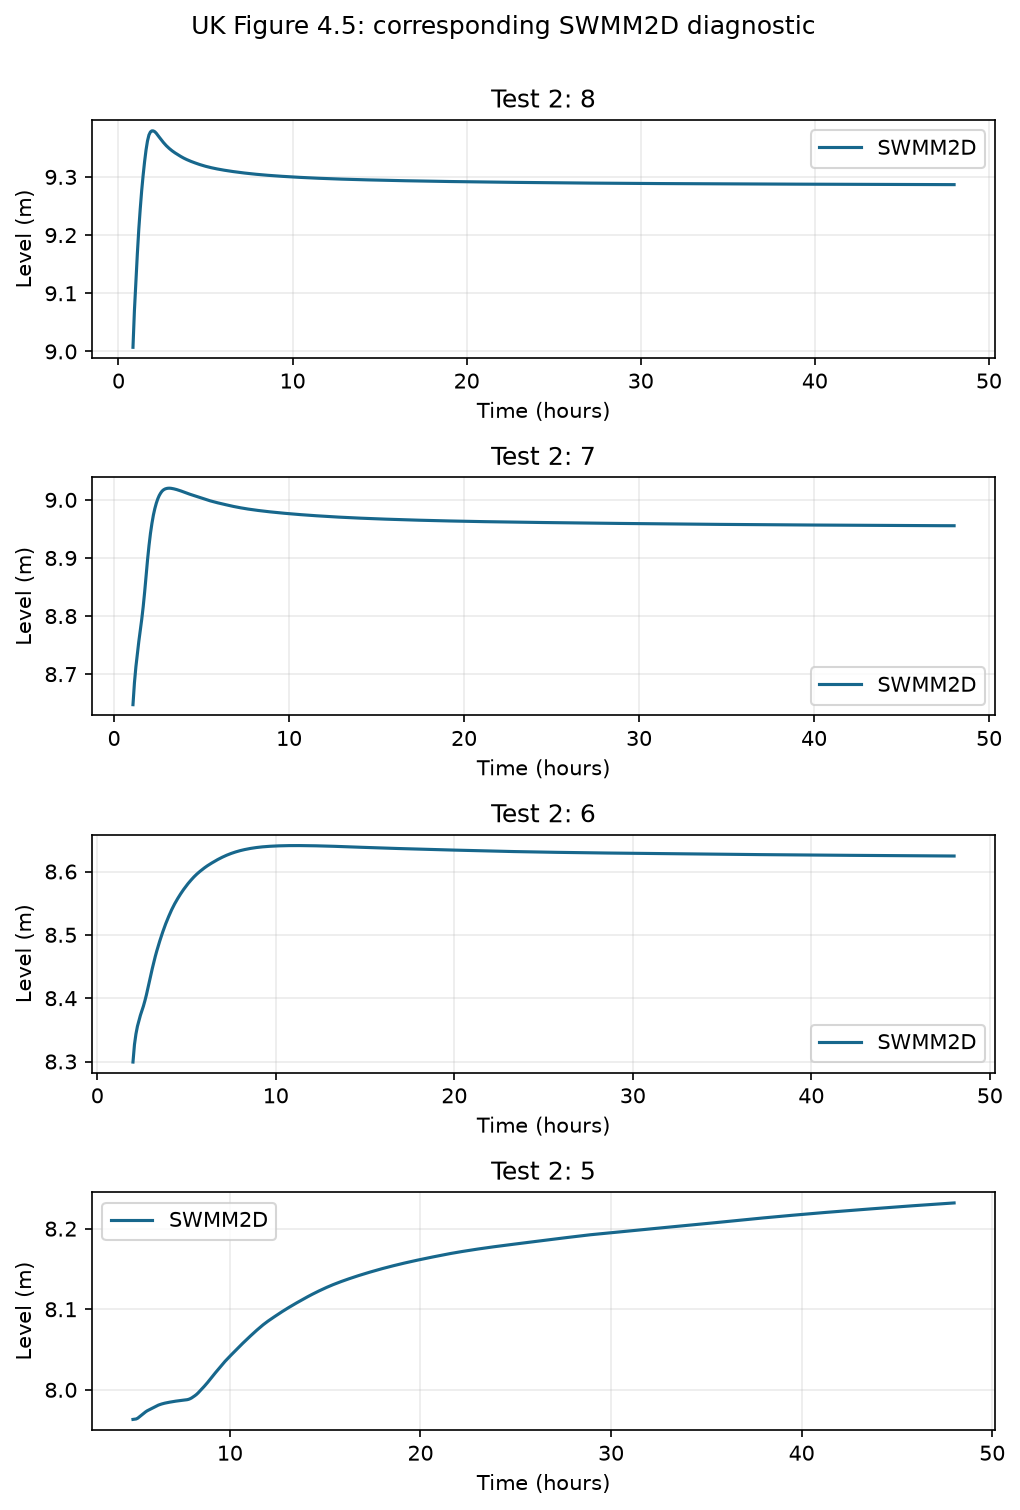 UK Figure 4.5: corresponding SWMM2D diagnostic
Test 2: 8
SWMM2D
Level (m)
9.3
9.2
9.1
9.0
0 10 20 30 40 50
Time (hours)
Test 2: 7
Level (m)
9.0
8.9
8.8
8.7
SWMM2D
0 10 20 30 40 50
Time (hours)
Test 2: 6
Level (m)
8.6
8.5
8.4
8.3
SWMM2D
0 10 20 30 40 50
Time (hours)
Test 2: 5
SWMM2D
Level (m)
8.2
8.1
8.0
10 20 30 40 50
Time (hours)